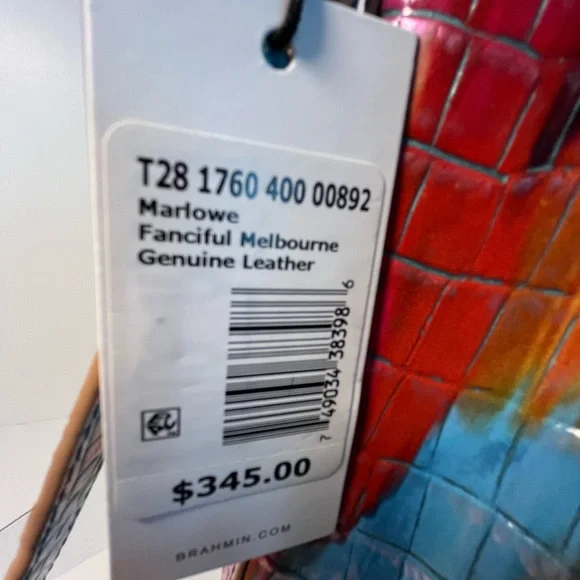 T28 1760 400 00892
Marlowe
Fanciful Melbourne
Genuine Leather
7 49034 38398 6
$345.00
BRAHMIN.COM